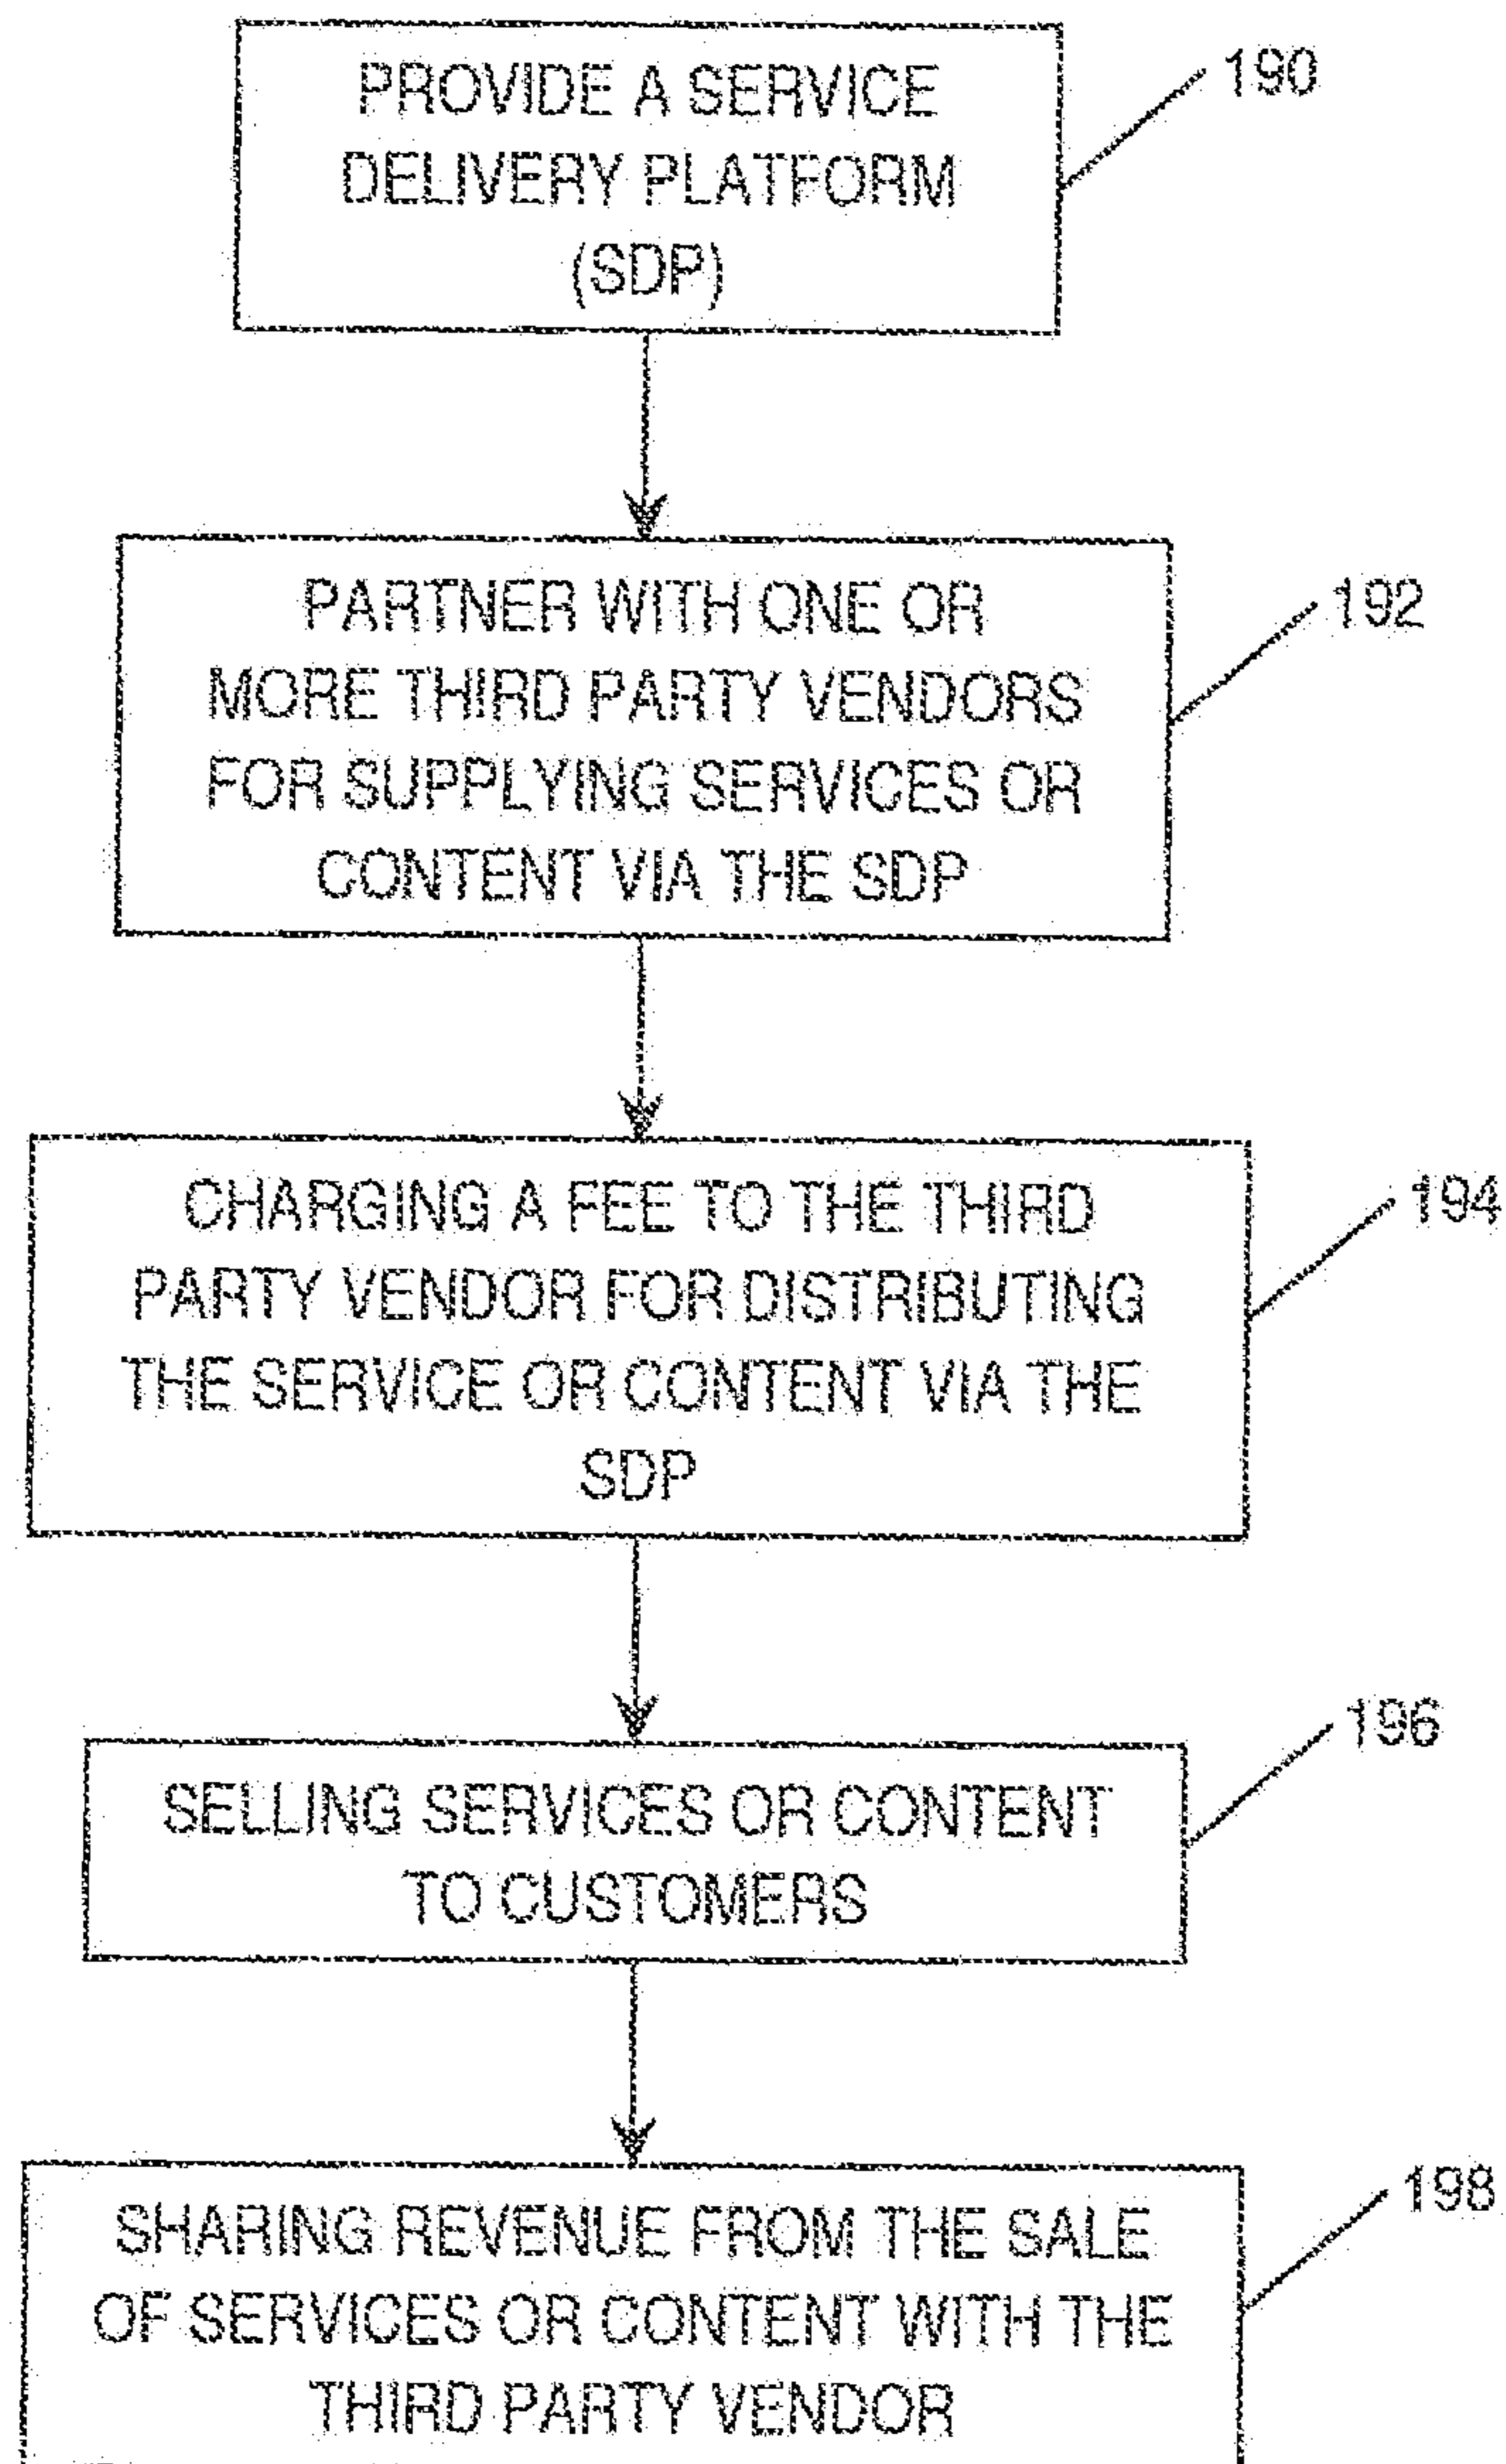 PROVIDE A SERVICE
DELIVERY PLATFORM
(SDP)
190
PARTNER WITH ONE OR
MORE THIRD PARTY VENDORS
FOR SUPPLYING SERVICES OR
CONTENT VIA THE SDP
192
CHARGING A FEE TO THE THIRD
PARTY VENDOR FOR DISTRIBUTING
THE SERVICE OR CONTENT VIA THE
SDP
194
SELLING SERVICES OR CONTENT
TO CUSTOMERS
196
SHARING REVENUE FROM THE SALE
OF SERVICES OR CONTENT WITH THE
THIRD PARTY VENDOR
198